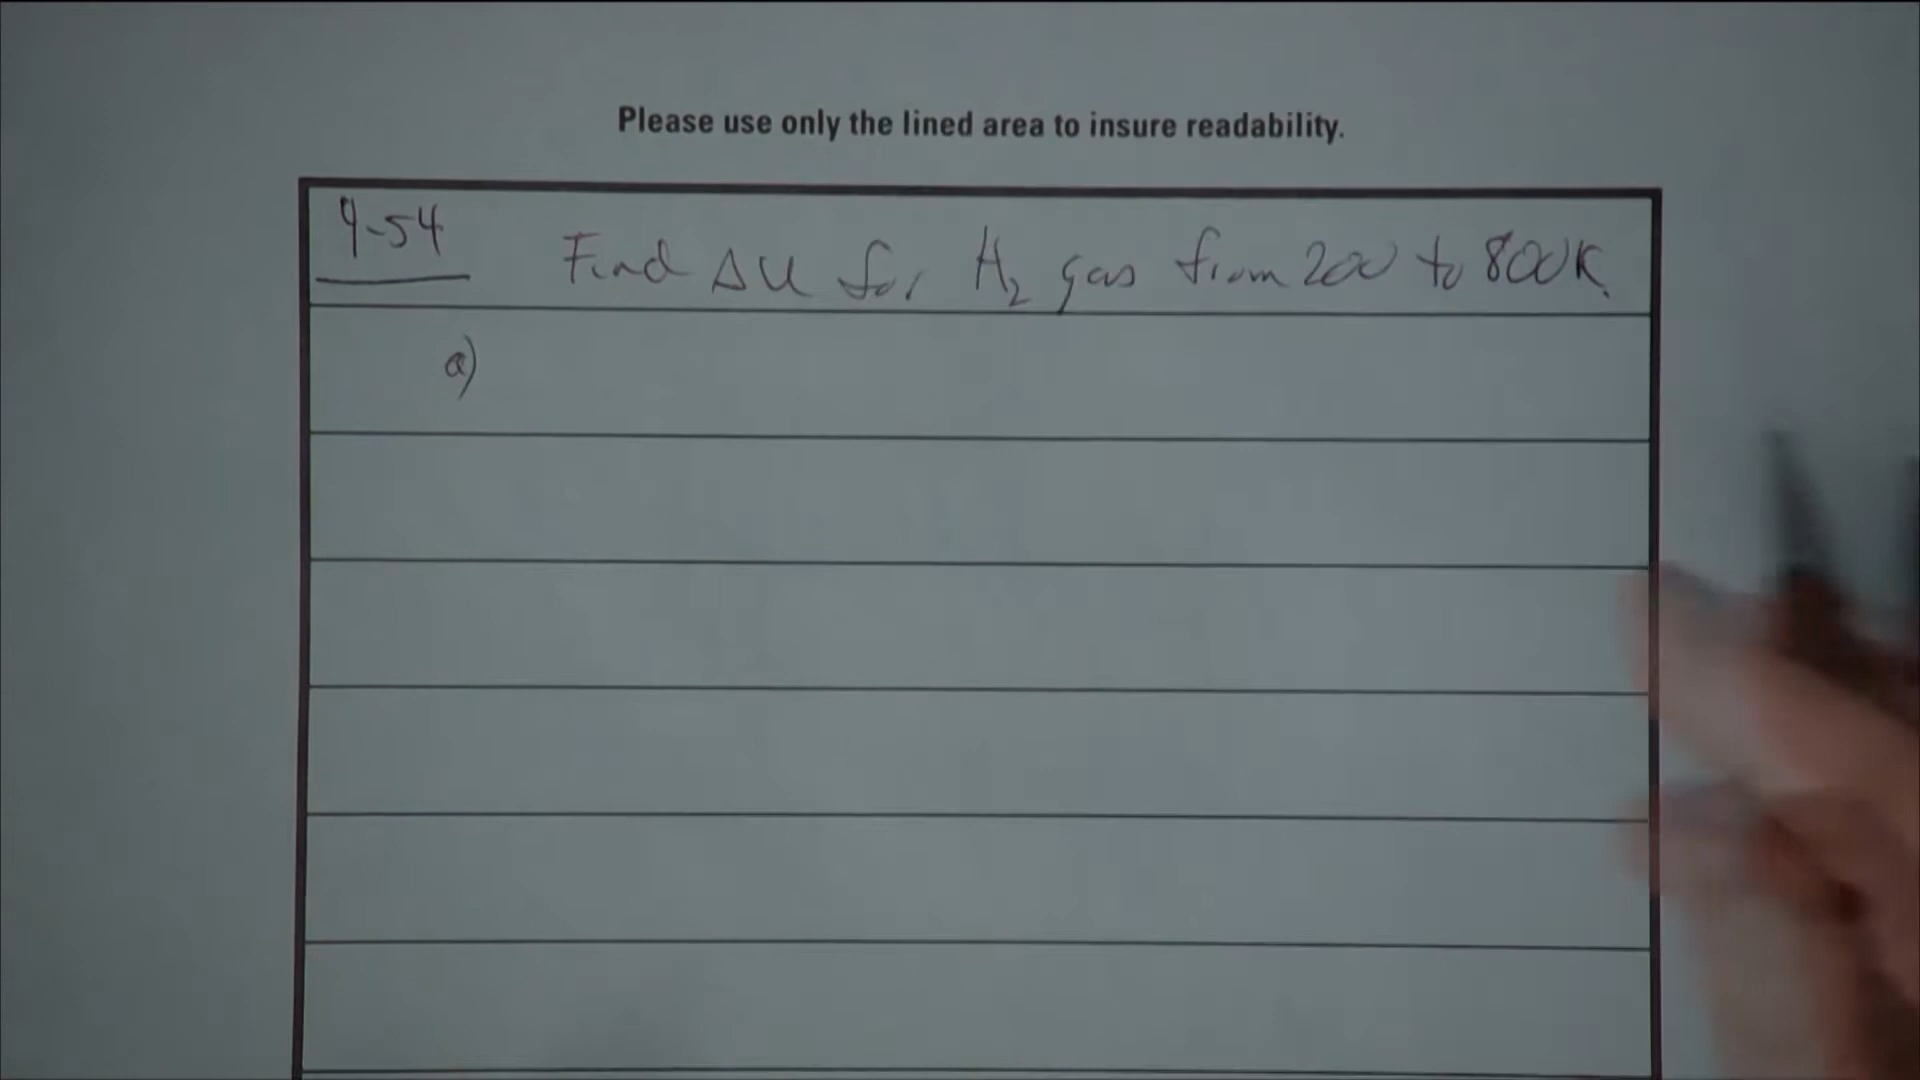 Please use only the lined area to insure readability.
4-54 Find ΔU for H₂ gas from 200 to 800K.
a)